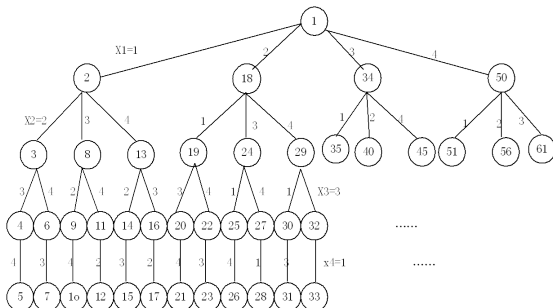 1
X1=1 2 3 4
2 18 34 50
X2=2 3 4 1 3 4 1 2 4 1 2 3
3 8 13 19 24 29 35 40 45 51 56 61
3 4 2 4 2 3 3 4 1 4 1 X3=3
4 6 9 11 14 16 20 22 25 27 30 32 ......
4 3 4 2 3 2 4 3 4 1 3 x4=1 ......
5 7 1o 12 15 17 21 23 26 28 31 33